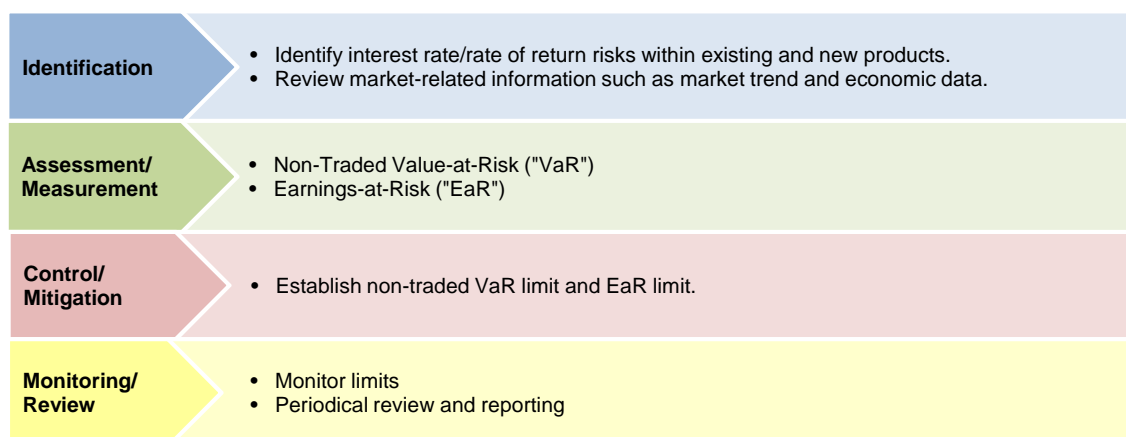 Identification
• Identify interest rate/rate of return risks within existing and new products.
• Review market-related information such as market trend and economic data.
Assessment/
Measurement
• Non-Traded Value-at-Risk ("VaR")
• Earnings-at-Risk ("EaR")
Control/
Mitigation
• Establish non-traded VaR limit and EaR limit.
Monitoring/
Review
• Monitor limits
• Periodical review and reporting